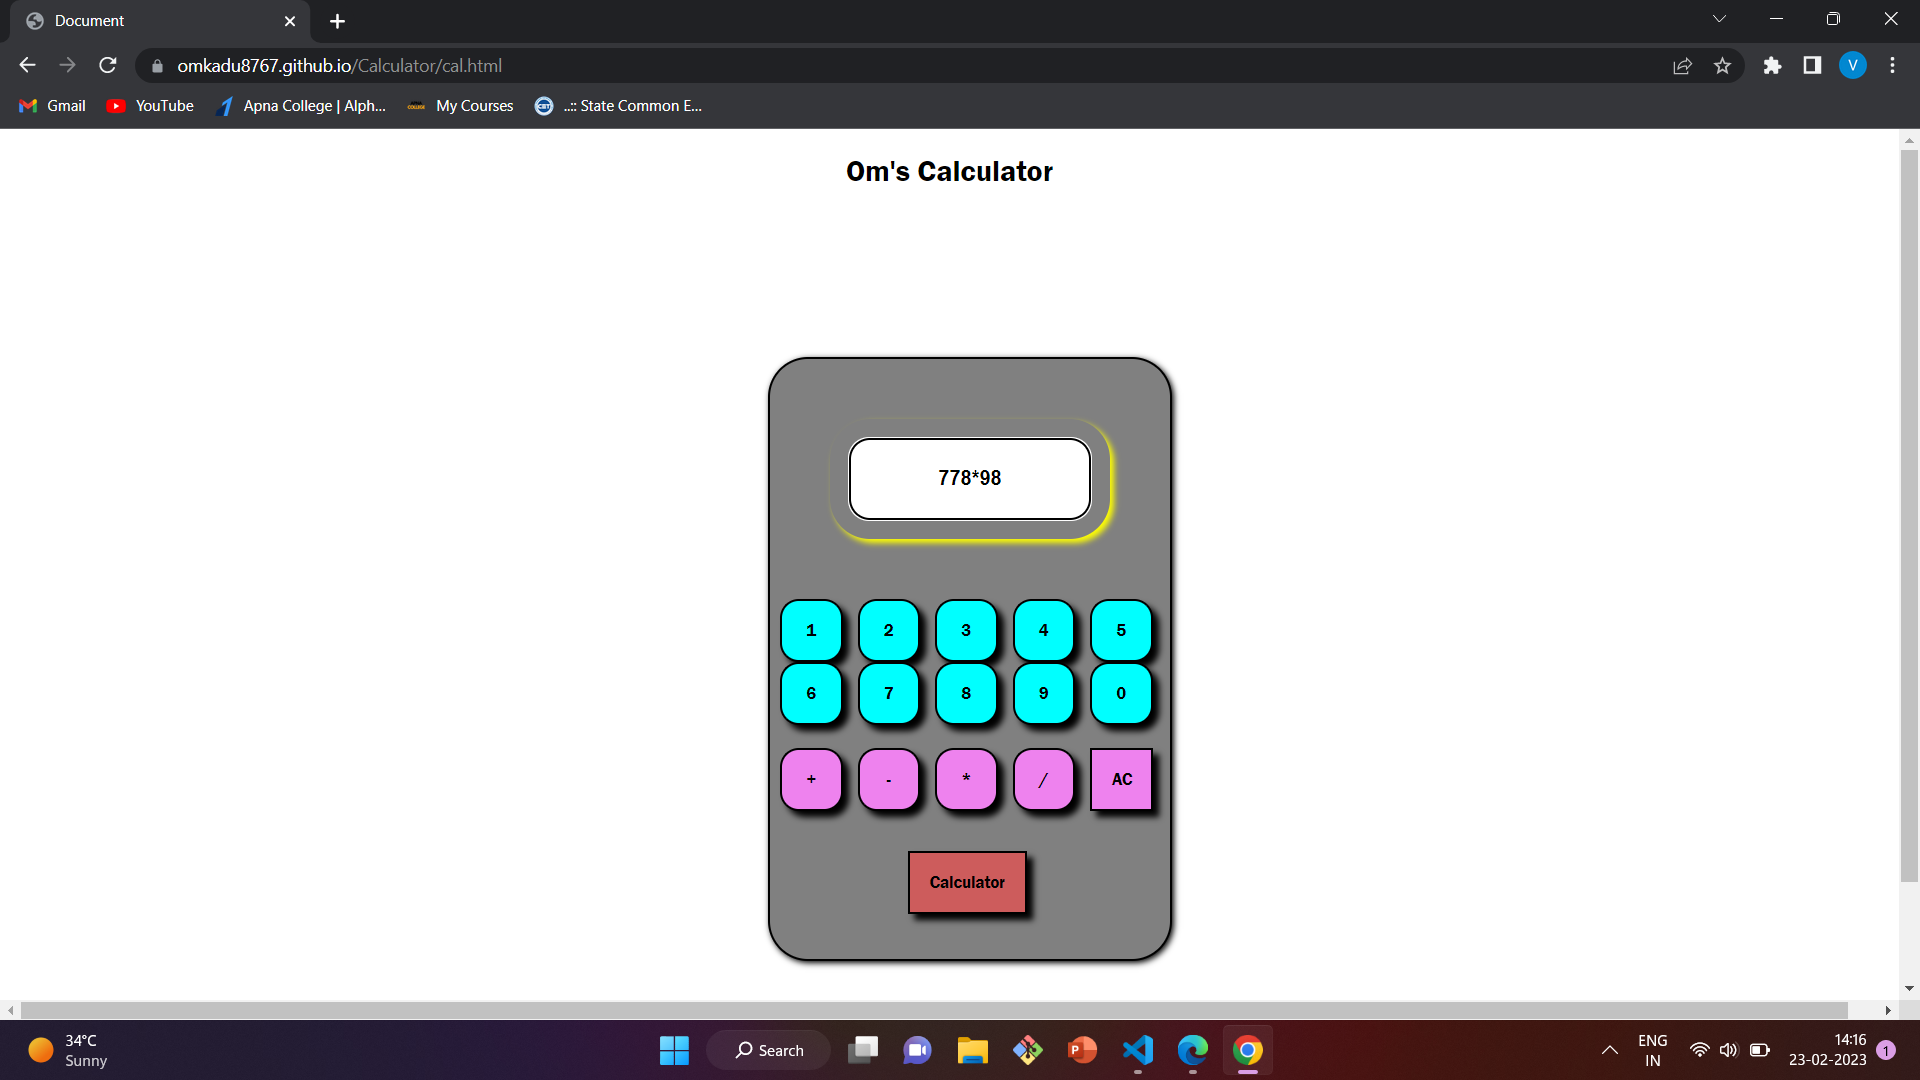 Document
omkadu8767.github.io/Calculator/cal.html
V
Gmail YouTube Apna College | Alph... My Courses ..:: State Common E...
Om's Calculator
778*98
1 2 3 4 5
6 7 8 9 0
+ - * / AC
Calculator
34°C
Sunny
Search
ENG
IN
14:16
23-02-2023
1